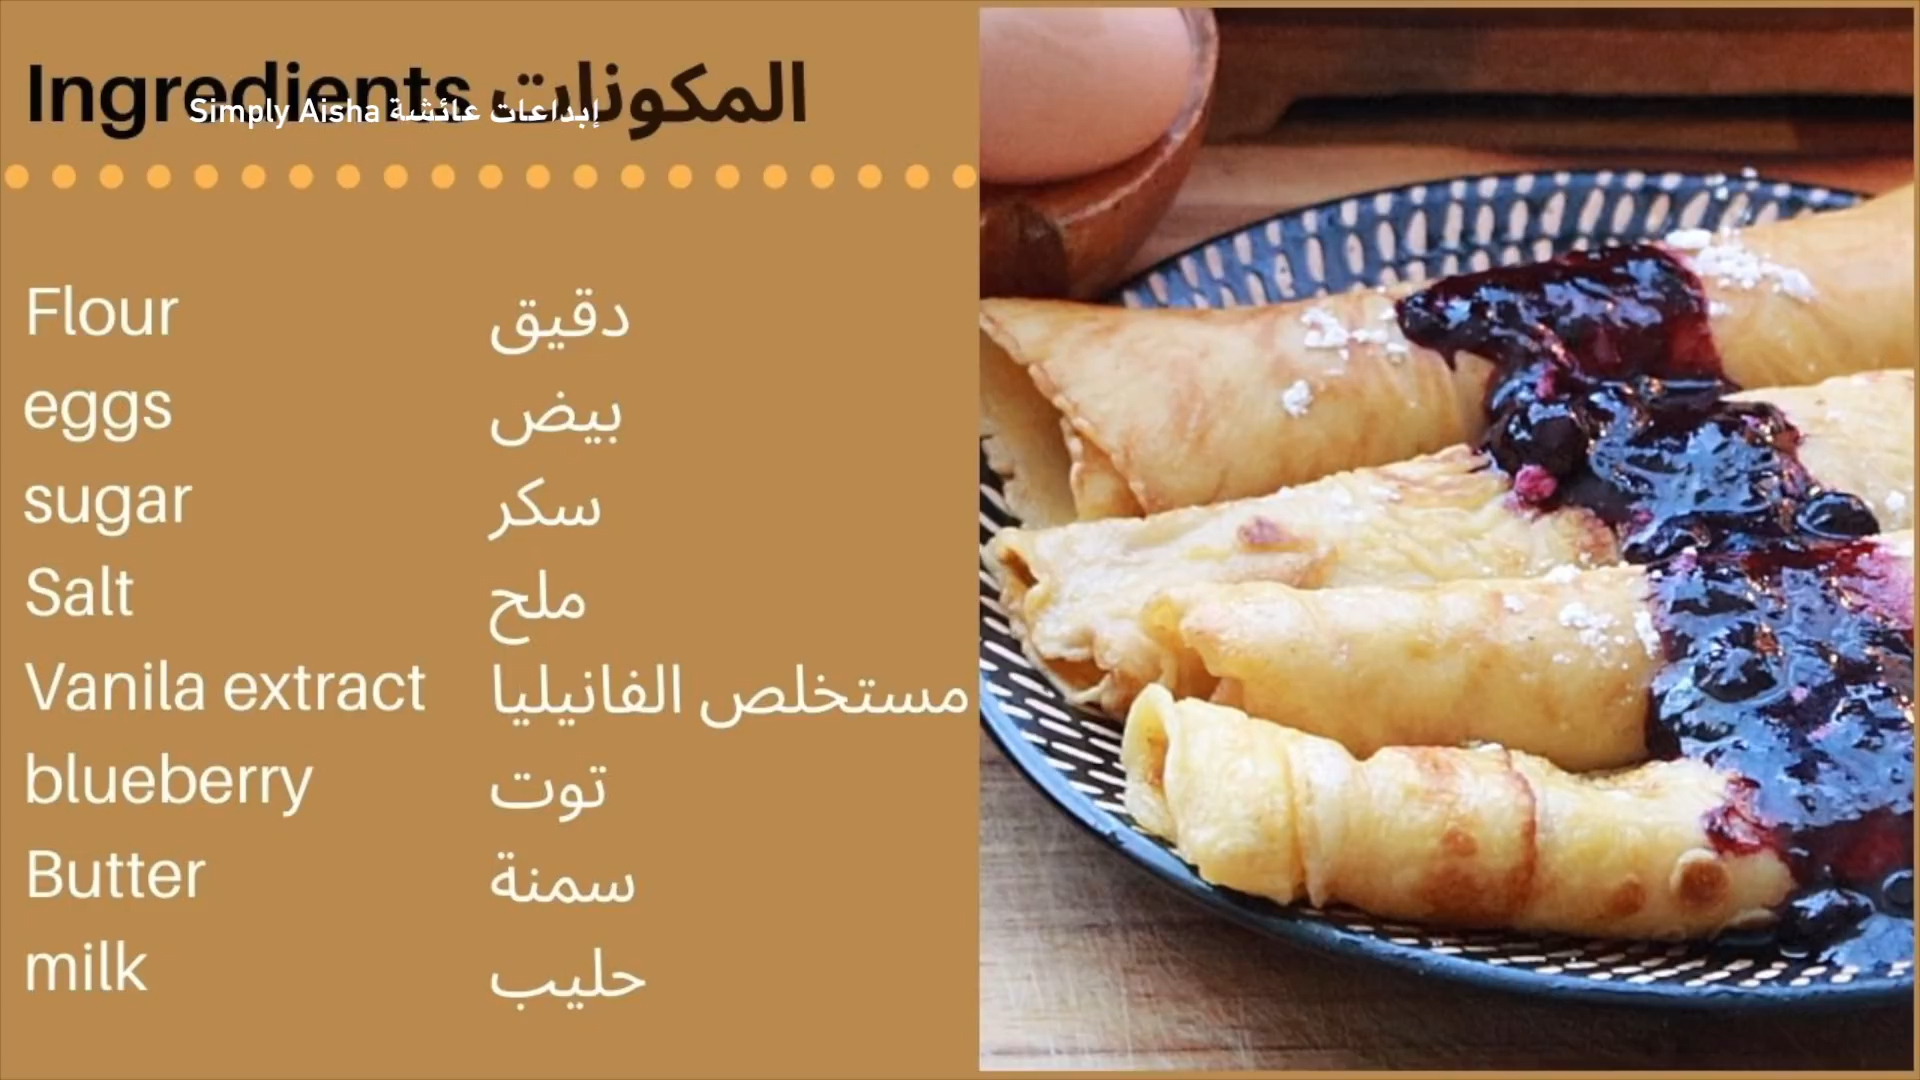 Ingredients المكونات
Simply Aisha إبداعات عائشة
Flour دقيق
eggs بيض
sugar سكر
Salt ملح
Vanila extract مستخلص الفانيليا
blueberry توت
Butter سمنة
milk حليب